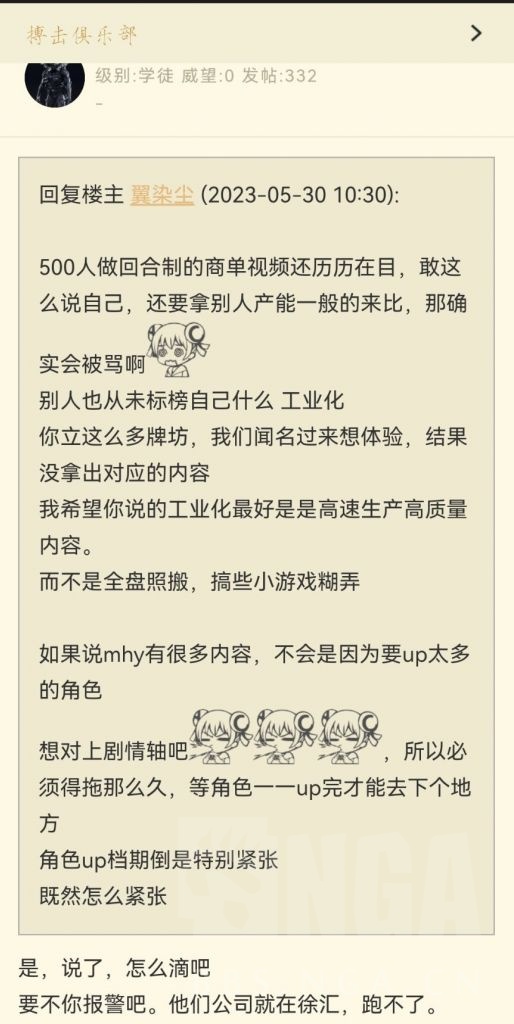 搏击俱乐部
级别:学徒 威望:0 发帖:332
-
回复楼主 翼染尘 (2023-05-30 10:30):
500人做回合制的商单视频还历历在目，敢这
么说自己，还要拿别人产能一般的来比，那确
实会被骂啊
别人也从未标榜自己什么 工业化
你立这么多牌坊，我们闻名过来想体验，结果
没拿出对应的内容
我希望你说的工业化最好是是高速生产高质量
内容。
而不是全盘照搬，搞些小游戏糊弄
如果说mhy有很多内容，不会是因为要up太多
的角色
想对上剧情轴吧，所以必
须得拖那么久，等角色一一up完才能去下个地
方
角色up档期倒是特别紧张
既然怎么紧张
NGA
是，说了，怎么滴吧
要不你报警吧。他们公司就在徐汇，跑不了。